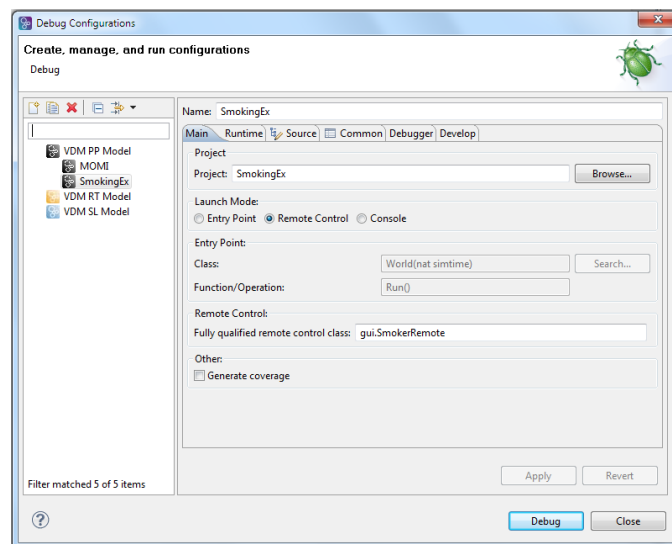 Debug Configurations
Create, manage, and run configurations
Debug
Name: SmokingEx
Main Runtime Source Common Debugger Develop
VDM PP Model
MOMI
SmokingEx
VDM RT Model
VDM SL Model
Filter matched 5 of 5 items
Project
Project: SmokingEx Browse...
Launch Mode:
Entry Point Remote Control Console
Entry Point:
Class: World(nat simtime) Search...
Function/Operation: Run()
Remote Control:
Fully qualified remote control class: gui.SmokerRemote
Other:
Generate coverage
Apply Revert
? Debug Close